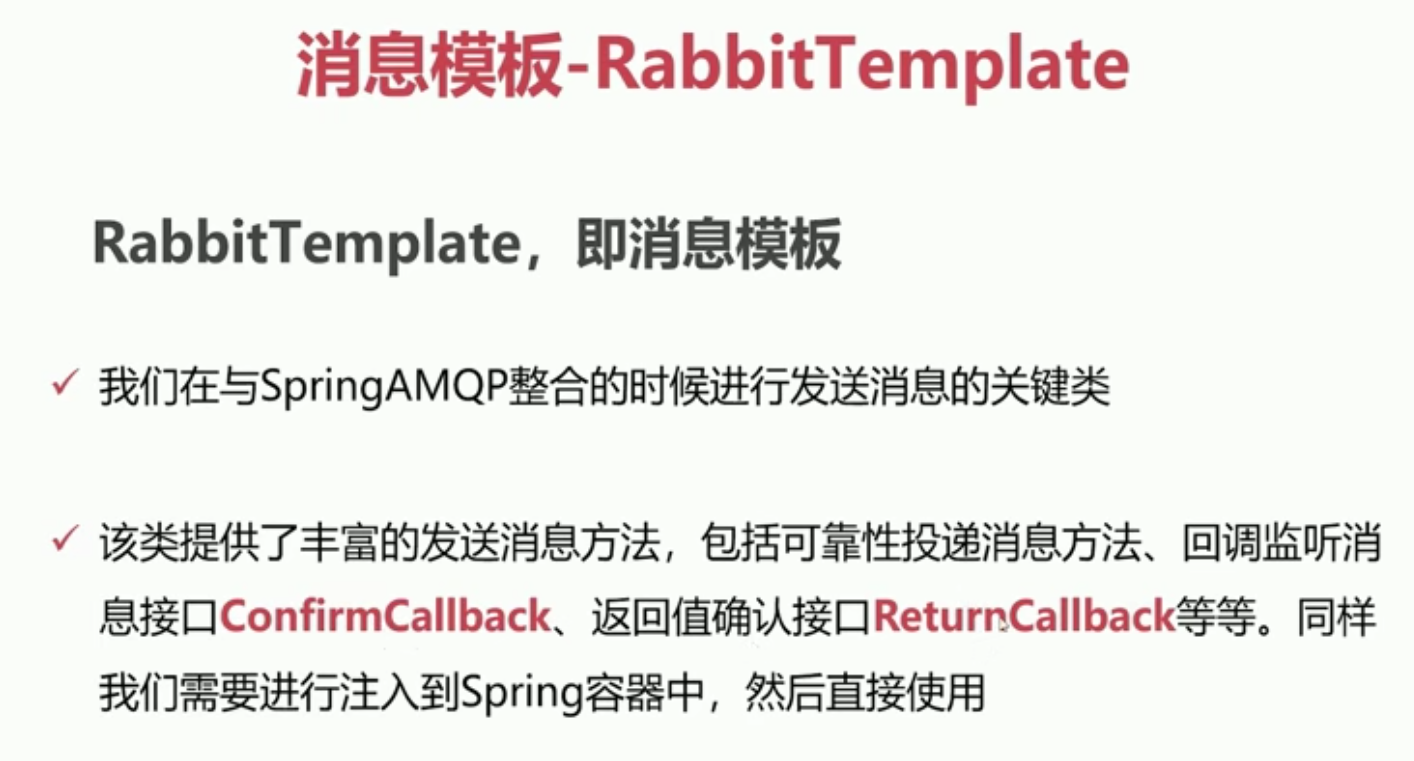 消息模板-RabbitTemplate
RabbitTemplate，即消息模板
✓ 我们在与SpringAMQP整合的时候进行发送消息的关键类
✓ 该类提供了丰富的发送消息方法，包括可靠性投递消息方法、回调监听消
息接口ConfirmCallback、返回值确认接口ReturnCallback等等。同样
我们需要进行注入到Spring容器中，然后直接使用